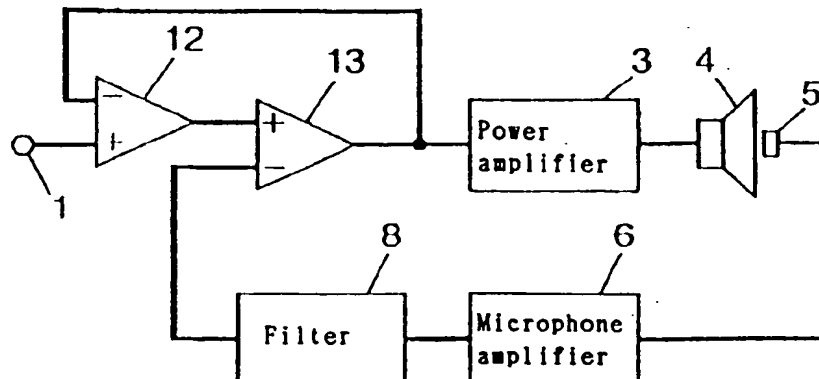 12
13
3
4
5
−
+
+
−
1
Power
amplifier
8
6
Filter
Microphone
amplifier